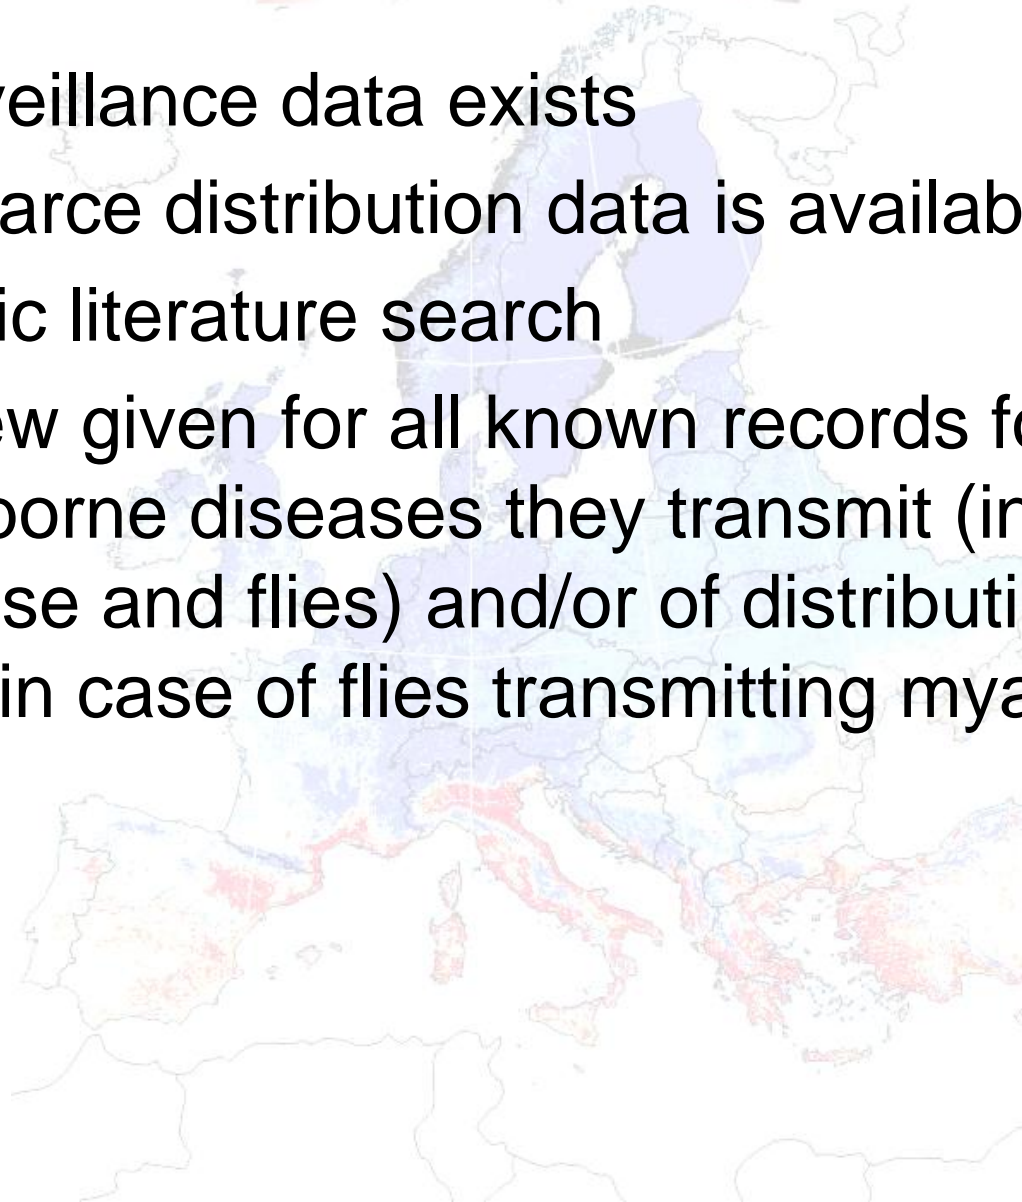 veillance data exists
arce distribution data is availab
ic literature search
ew given for all known records fo
borne diseases they transmit (in
se and flies) and/or of distributi
in case of flies transmitting mya